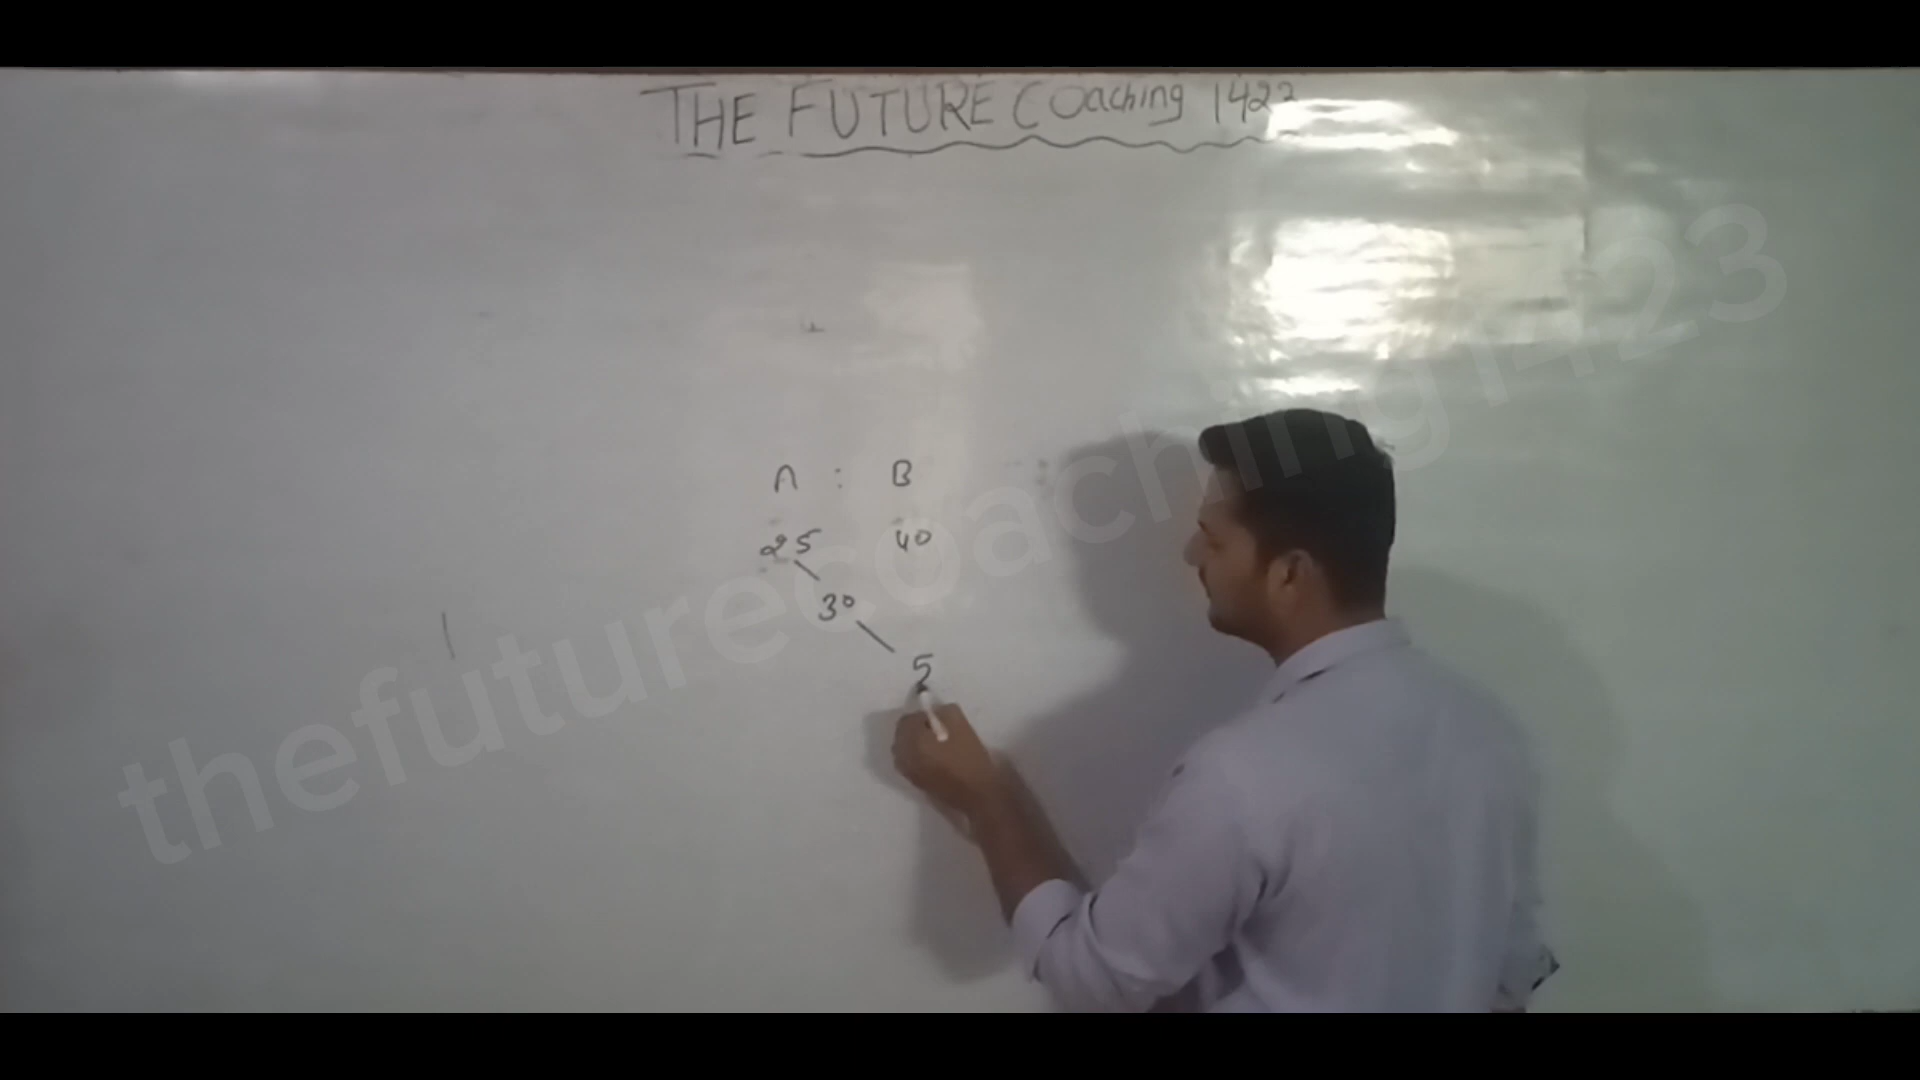 THE FUTURE Coaching 1423
A : B
25 40
30
5
thefuturecoaching1423